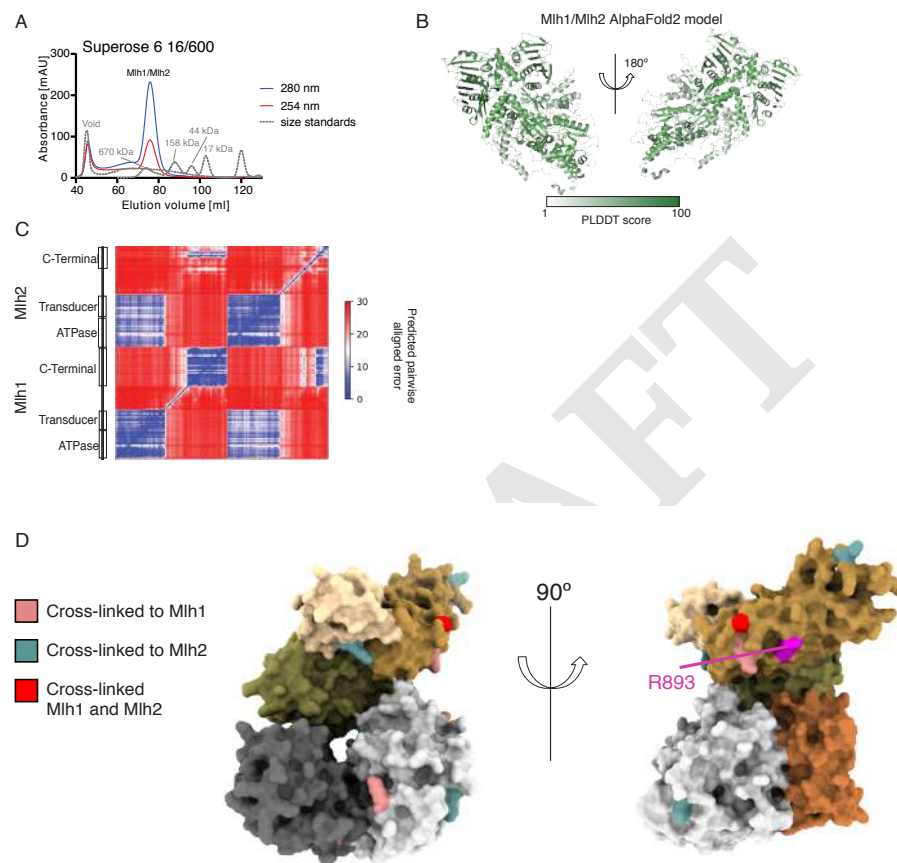 A
Superose 6 16/600
300
200
100
0
Absorbance [mAU]
Mlh1/Mlh2
Void
670 kDa
158 kDa
44 kDa
17 kDa
280 nm
254 nm
size standards
40
60
80
100
120
Elution volume [ml]
B
Mlh1/Mlh2 AlphaFold2 model
180º
1
100
PLDDT score
C
Mlh2
C-Terminal
Transducer
ATPase
Mlh1
C-Terminal
Transducer
ATPase
30
20
10
0
Predicted pairwise
alligned error
DRAFT
D
Cross-linked to Mlh1
Cross-linked to Mlh2
Cross-linked
Mlh1 and Mlh2
90º
R893